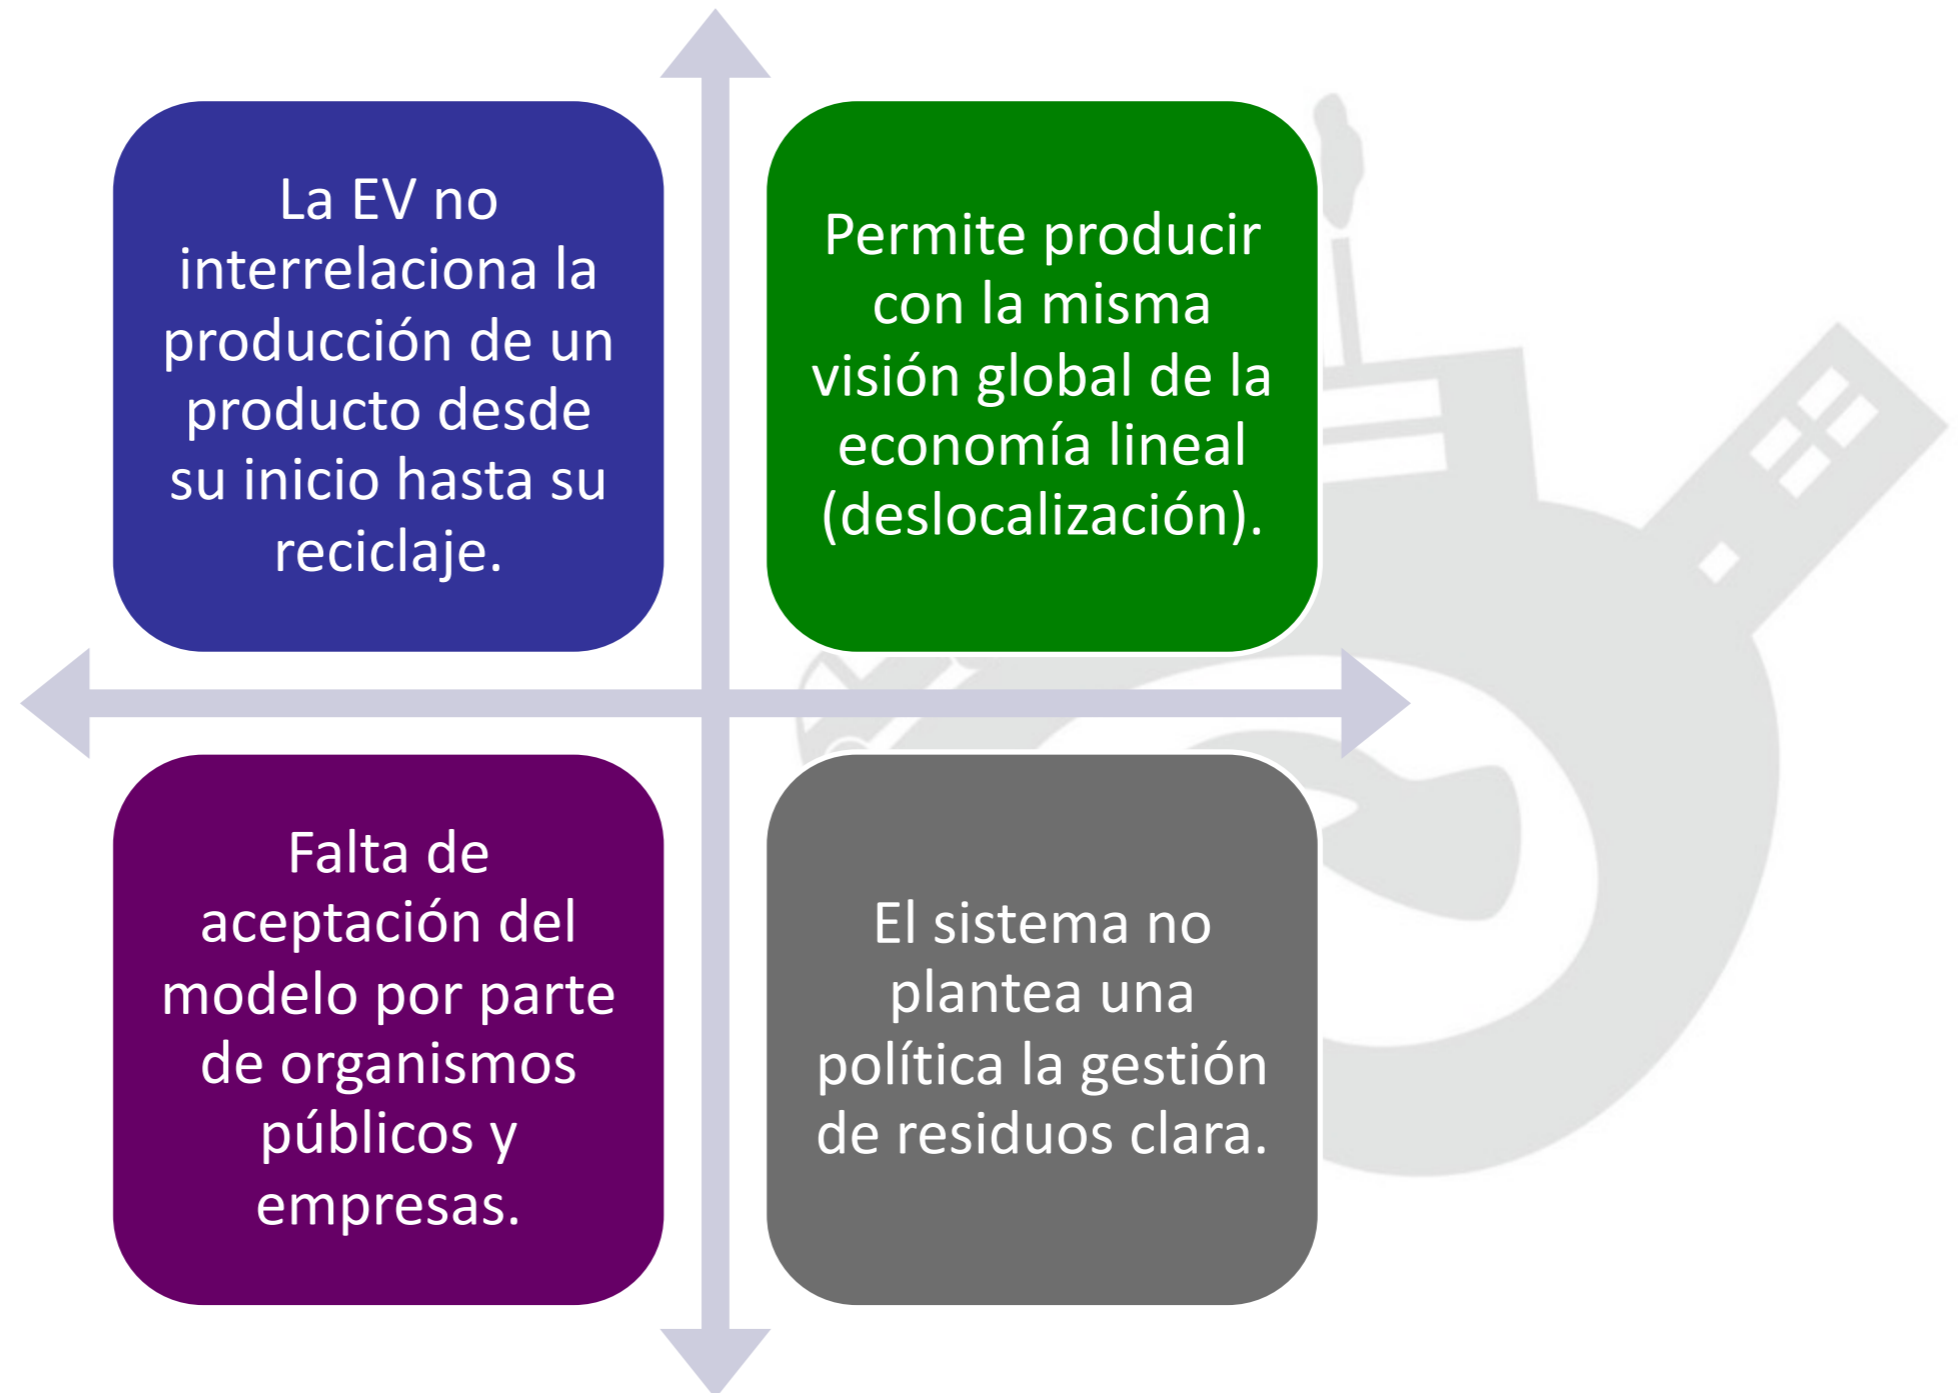 La EV no
interrelaciona la
producción de un
producto desde
su inicio hasta su
reciclaje.
Permite producir
con la misma
visión global de la
economía lineal
(deslocalización).
Falta de
aceptación del
modelo por parte
de organismos
públicos y
empresas.
El sistema no
plantea una
política la gestión
de residuos clara.